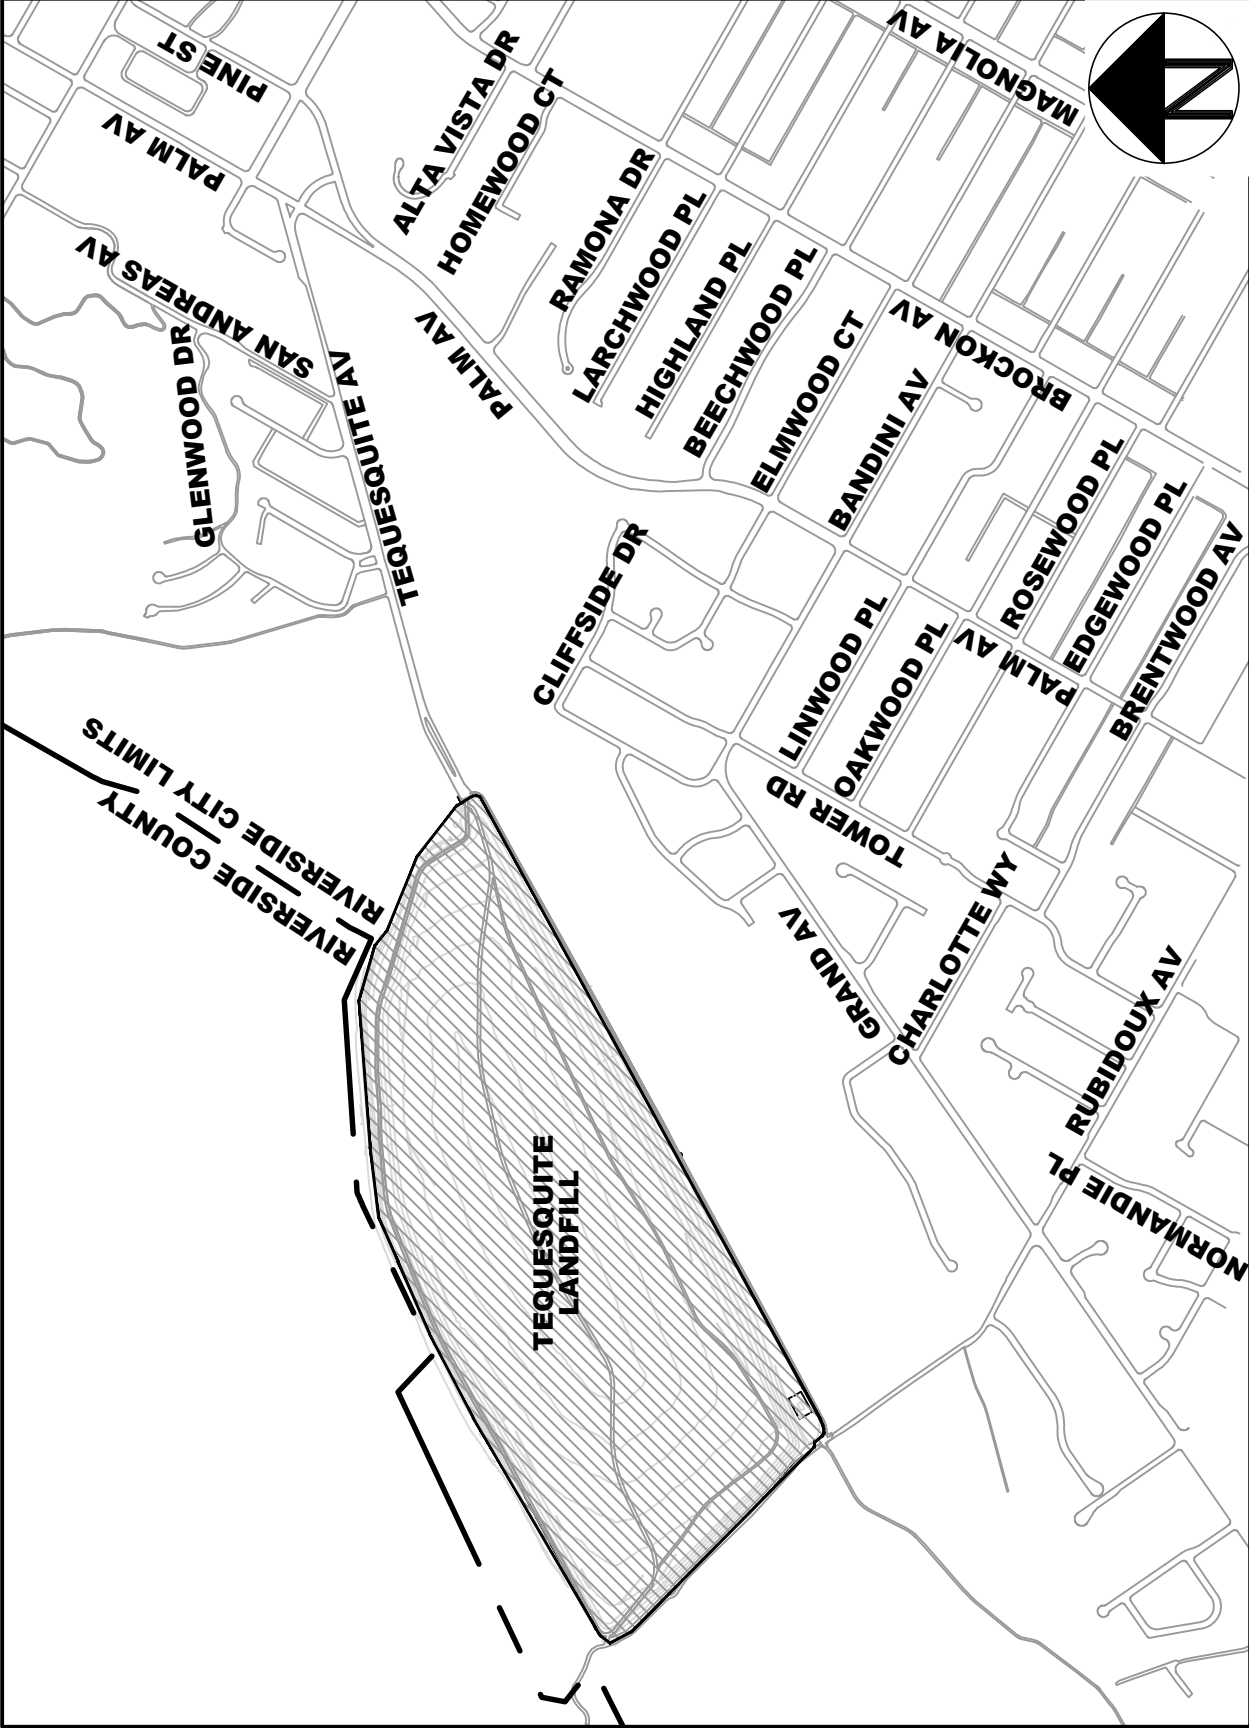 PINE ST
PALM AV
SAN ANDREAS AV
GLENWOOD DR
TEQUESQUITE AV
TEQUESQUITE
ALTA VISTA DR
HOMEWOOD CT
RAMONA DR
LARCHWOOD PL
HIGHLAND PL
BEECHWOOD PL
ELMWOOD CT
BANDINI AV
MAGNOLIA AV
N
PALM AV
BROCKON AV
CLIFFSIDE DR
LINWOOD PL
OAKWOOD PL
ROSEWOOD PL
EDGEWOOD PL
BRENTWOOD AV
PALM AV
TOWER RD
GRAND AV
CHARLOTTE WY
RUBIDOUX AV
NORMANDIE PL
RIVERSIDE CITY LIMITS
RIVERSIDE COUNTY
TEQUESQUITE
LANDFILL